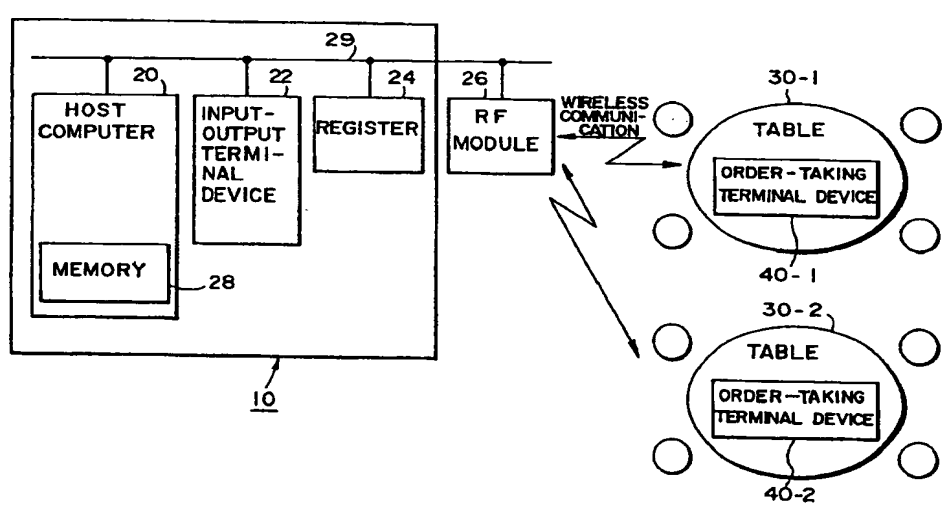 29
20
HOST
COMPUTER
MEMORY
28
22
INPUT-
OUTPUT
TERMI-
NAL
DEVICE
24
REGISTER
26
RF
MODULE
WIRELESS
COMMUNI-
CATION
10
30-1
TABLE
ORDER-TAKING
TERMINAL DEVICE
40-1
30-2
TABLE
ORDER-TAKING
TERMINAL DEVICE
40-2